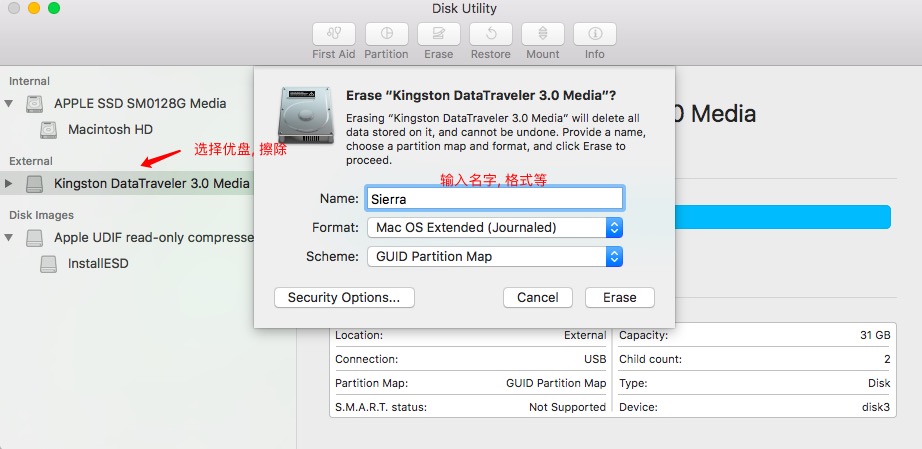 Disk Utility
First Aid
Partition
Erase
Restore
Mount
Info
Internal
APPLE SSD SM0128G Media
Macintosh HD
选择优盘, 擦除
External
Kingston DataTraveler 3.0 Media
Disk Images
Apple UDIF read-only compresse
InstallESD
Erase “Kingston DataTraveler 3.0 Media”?
Erasing “Kingston DataTraveler 3.0 Media” will delete all
data stored on it, and cannot be undone. Provide a name,
choose a partition map and format, and click Erase to
proceed.
输入名字, 格式等
Name: Sierra
Format: Mac OS Extended (Journaled)
Scheme: GUID Partition Map
Security Options...
Cancel
Erase
0 Media
Location: External
Capacity: 31 GB
Connection: USB
Child count: 2
Partition Map: GUID Partition Map
Type: Disk
S.M.A.R.T. status: Not Supported
Device: disk3